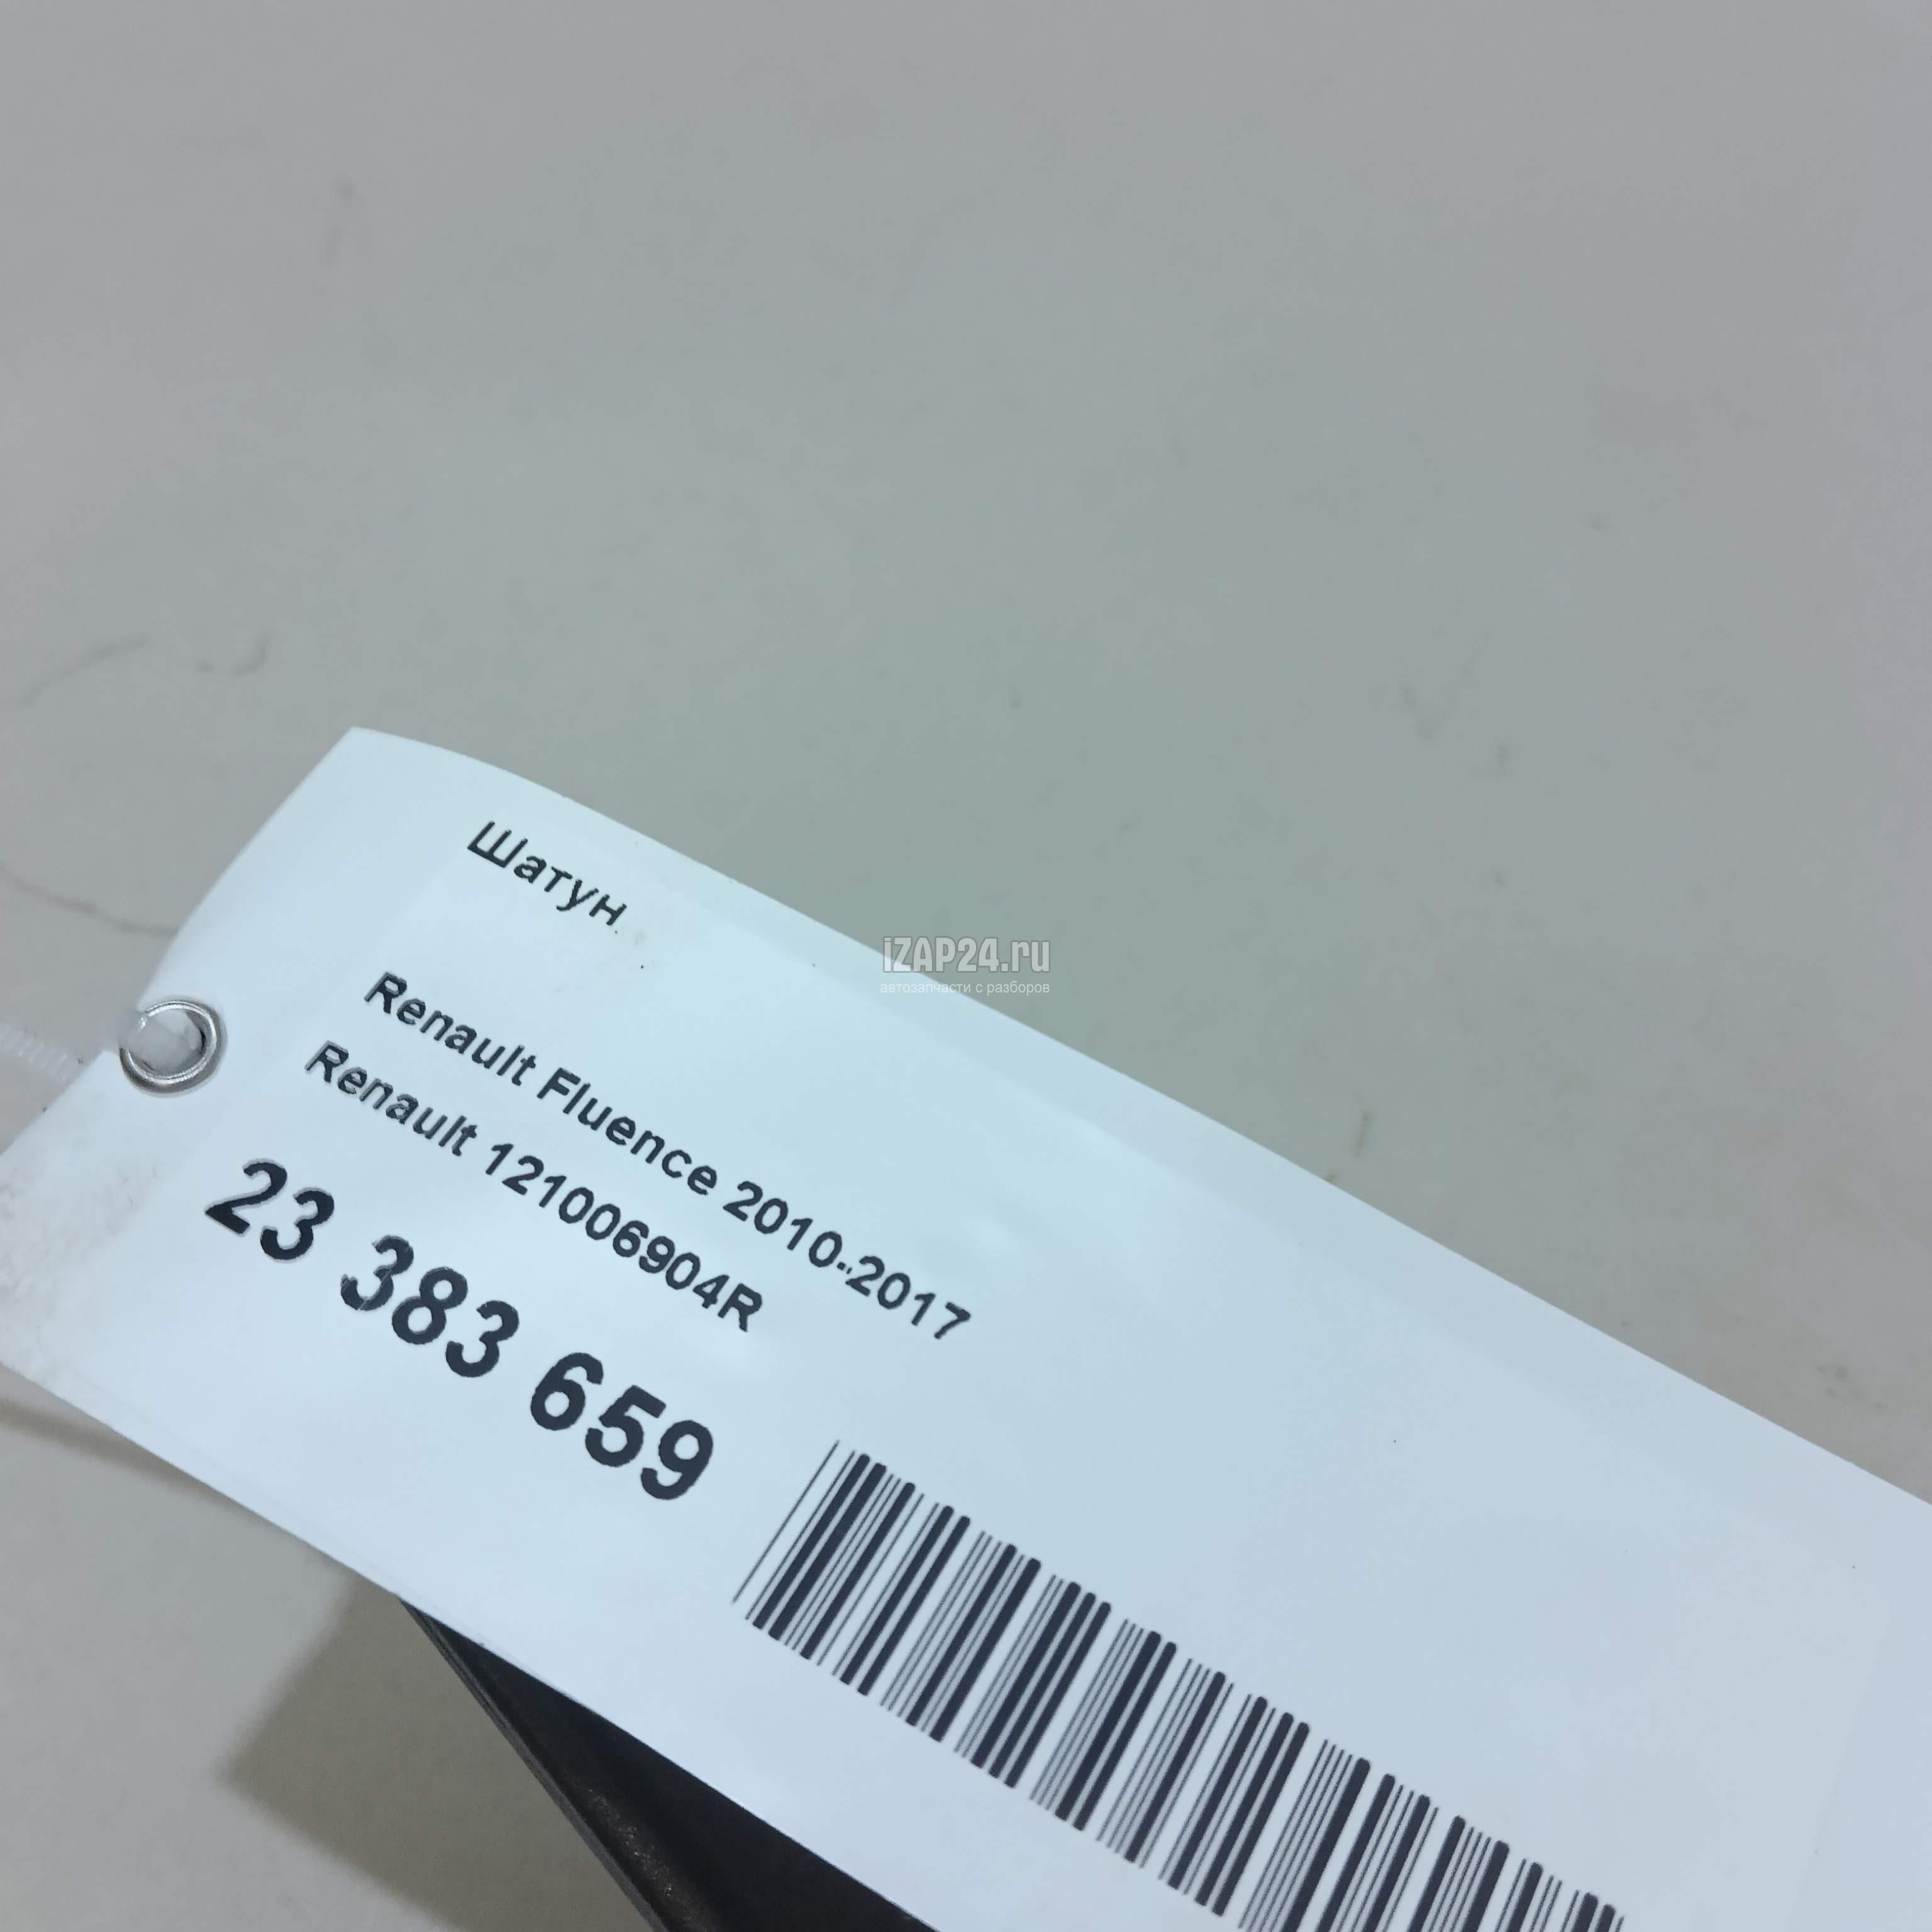 Шатун
Renault Fluence 2010-2017
Renault 121006904R
23 383 659
iZAP24.ru
автозапчасти с разборов